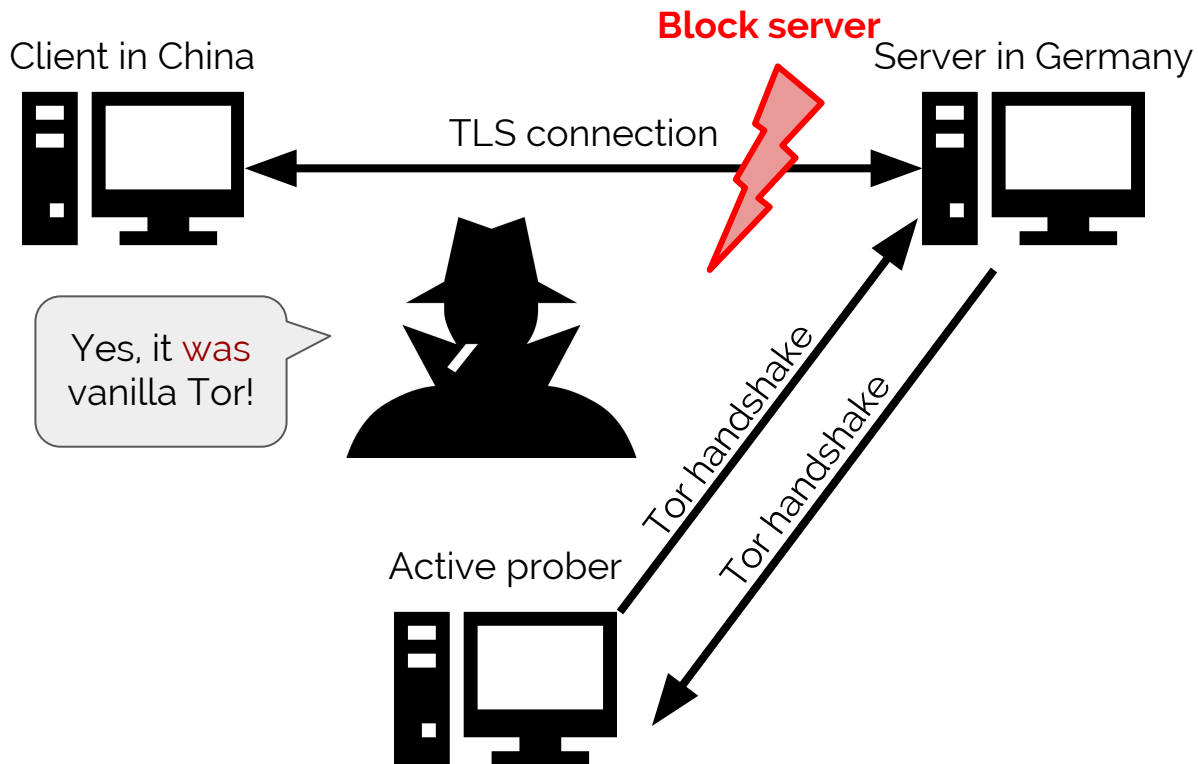 Block server
Client in China
Server in Germany
TLS connection
Yes, it was
vanilla Tor!
Tor handshake
Tor handshake
Active prober